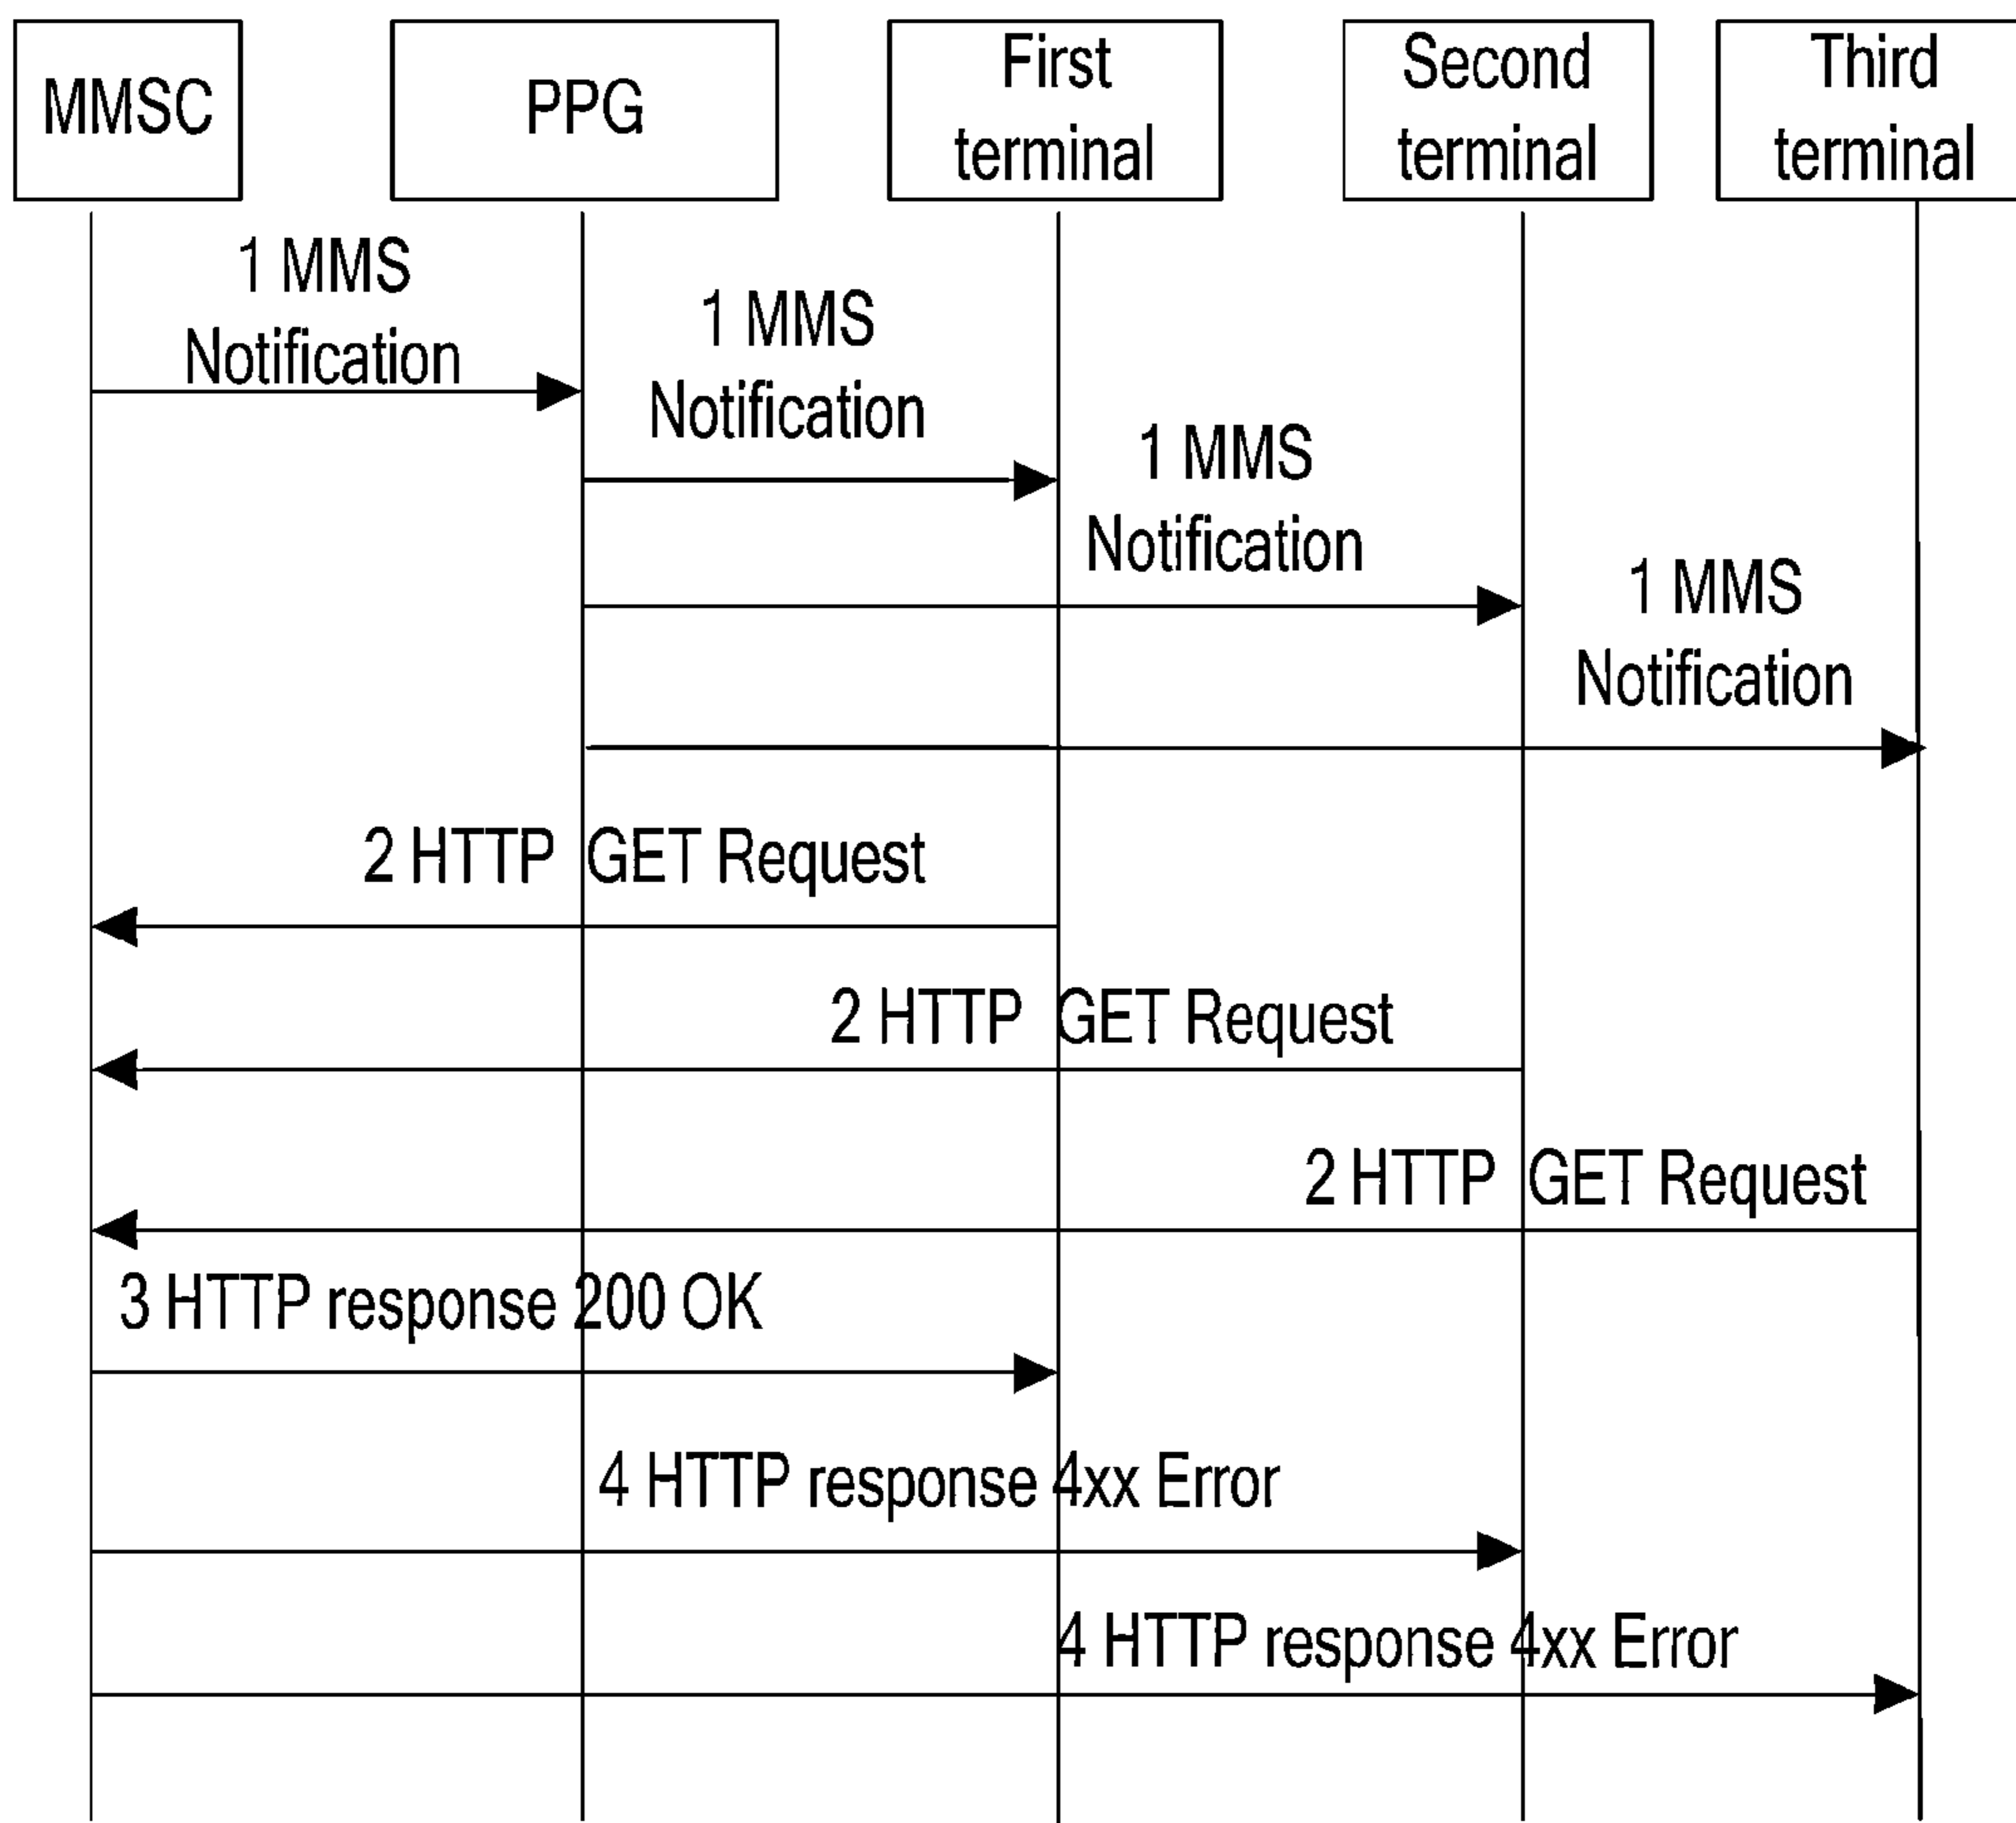 MMSC
PPG
First
terminal
Second
terminal
Third
terminal
1 MMS
Notification
1 MMS
Notification
1 MMS
Notification
1 MMS
Notification
2 HTTP GET Request
2 HTTP GET Request
2 HTTP GET Request
3 HTTP response 200 OK
4 HTTP response 4xx Error
4 HTTP response 4xx Error